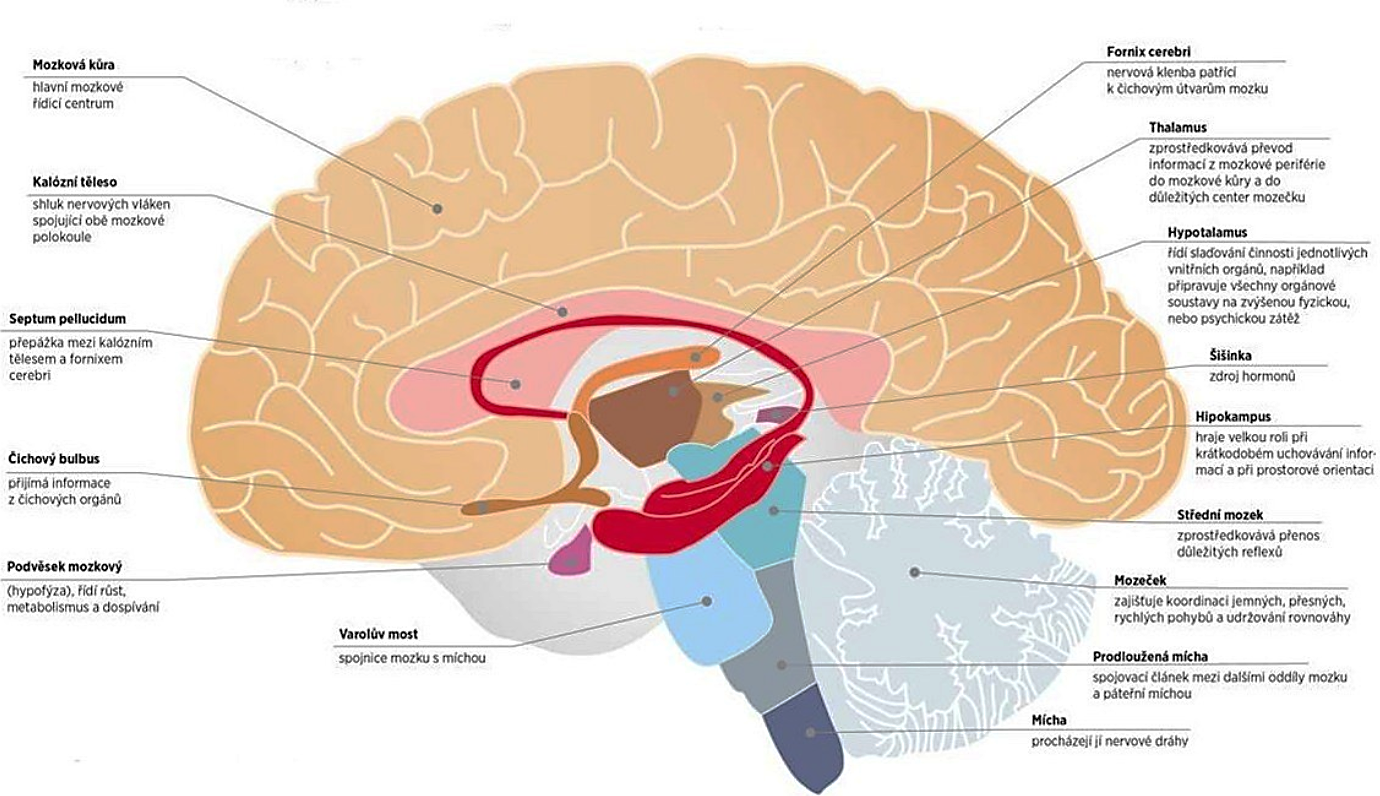 Mozková kůra
hlavní mozkové
řídicí centrum
Kalózní těleso
shluk nervových vláken
spojující obě mozkové
polokoule
Septum pellucidum
přepážka mezi kalózním
tělesem a fornixem
cerebri
Čichový bulbus
přijímá informace
z čichových orgánů
Podvěsek mozkový
(hypofýza), řídí růst,
metabolismus a dospívání
Varolův most
spojnice mozku s míchou
Fornix cerebri
nervová klenba patřící
k čichovým útvarům mozku
Thalamus
zprostředkovává převod
informací z mozkové periférie
do mozkové kůry a do
důležitých center mozečku
Hypotalamus
řídí slaďování činnosti jednotlivých
vnitřních orgánů, například
připravuje všechny orgánové
soustavy na zvýšenou fyzickou,
nebo psychickou zátěž
Šišinka
zdroj hormonů
Hipokampus
hraje velkou roli při
krátkodobém uchovávání infor-
mací a při prostorové orientaci
Střední mozek
zprostředkovává přenos
důležitých reflexů
Mozeček
zajišťuje koordinaci jemných, přesných,
rychlých pohybů a udržování rovnováhy
Prodloužená mícha
spojovací článek mezi dalšími oddíly mozku
a páteřní míchou
Mícha
procházejí jí nervové dráhy